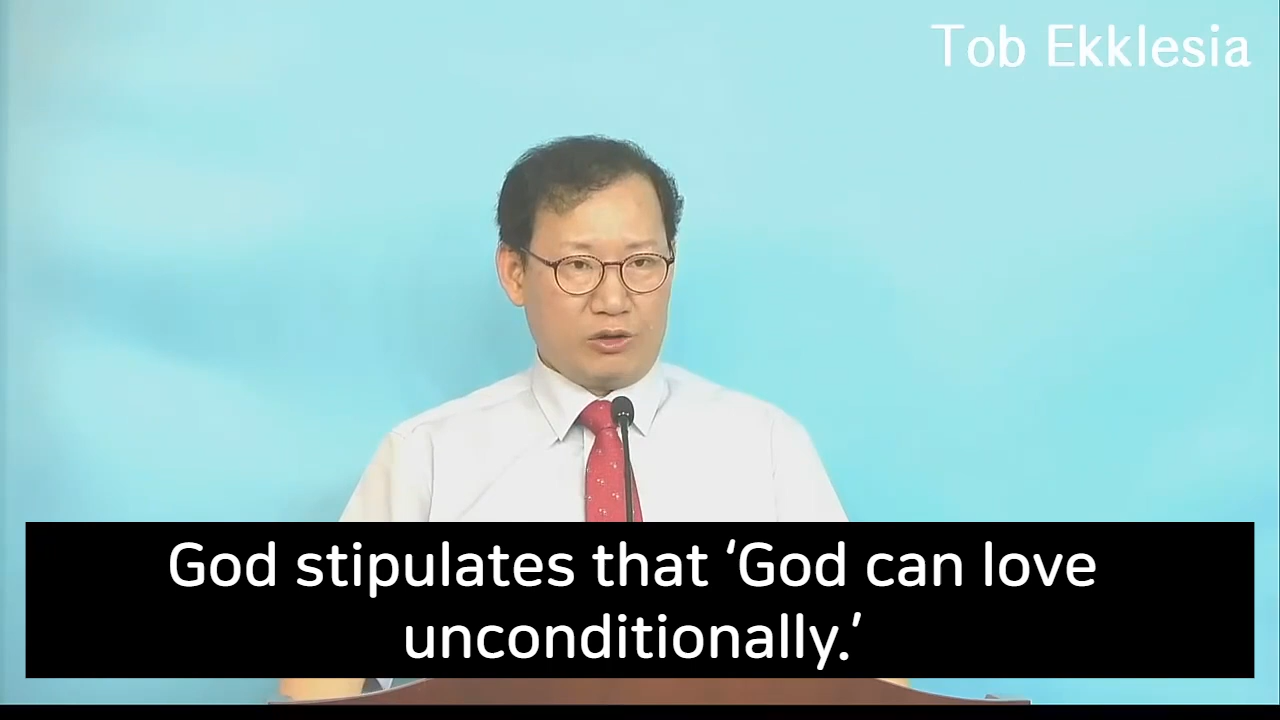 Tob Ekklesia
God stipulates that ‘God can love
unconditionally.’